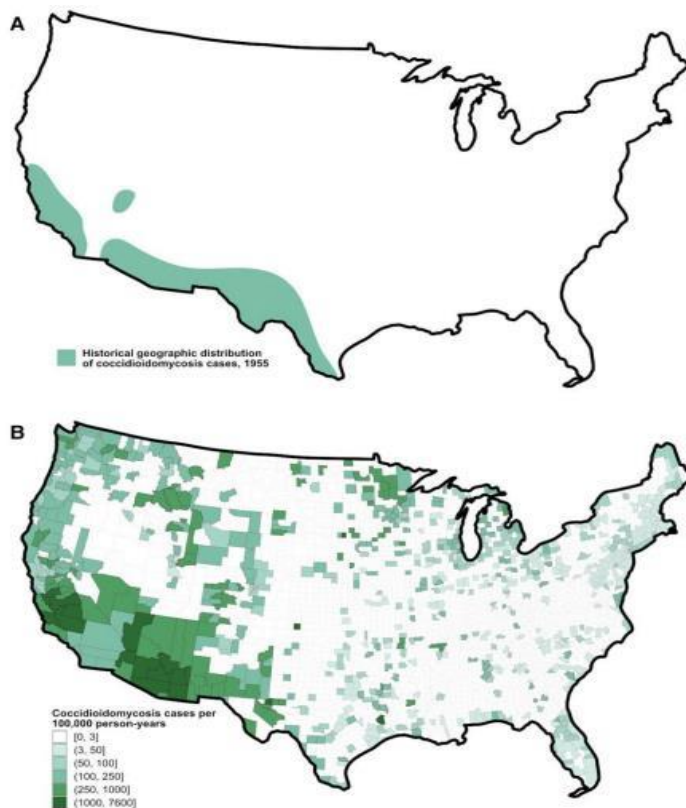 A
Historical geographic distribution
of coccidioidomycosis cases, 1955
B
Coccidioidomycosis cases per
100,000 person-years
[0, 3]
(3, 50]
(50, 100]
(100, 250]
(250, 1000]
(1000, 7600]